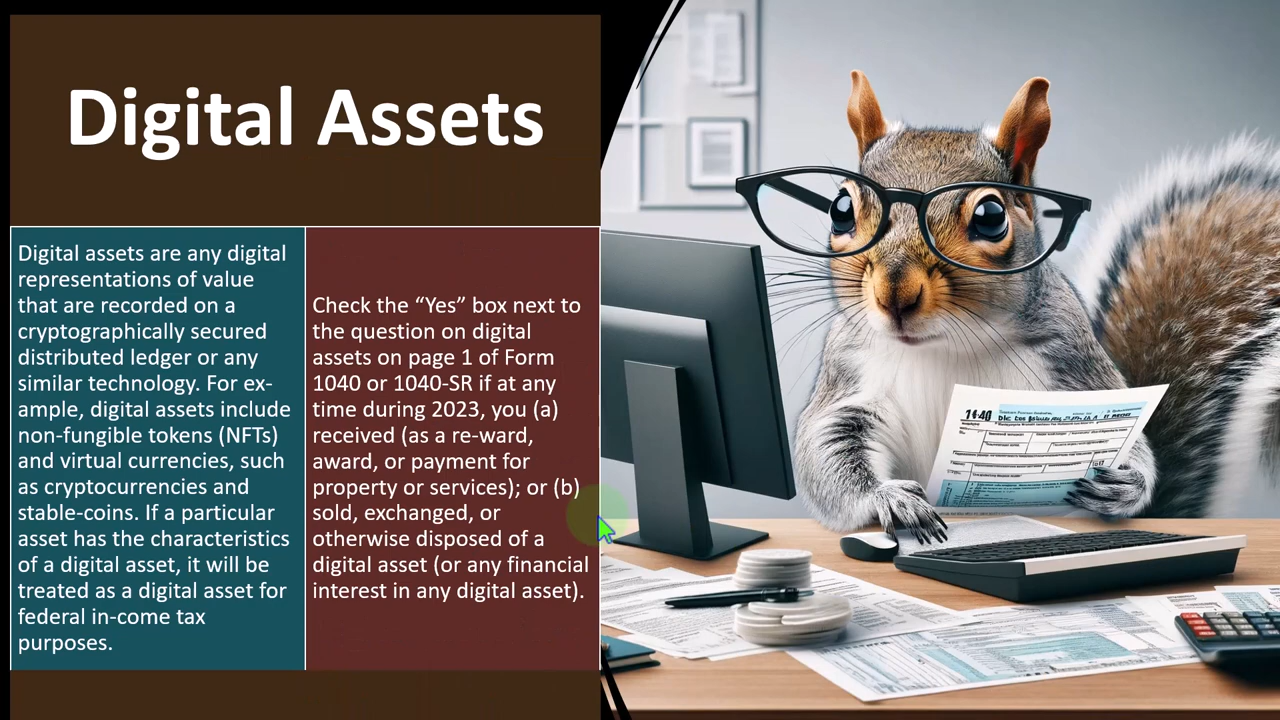 Digital Assets
Digital assets are any digital
representations of value
that are recorded on a
cryptographically secured
distributed ledger or any
similar technology. For ex-
ample, digital assets include
non-fungible tokens (NFTs)
and virtual currencies, such
as cryptocurrencies and
stable-coins. If a particular
asset has the characteristics
of a digital asset, it will be
treated as a digital asset for
federal in-come tax
purposes.
Check the “Yes” box next to
the question on digital
assets on page 1 of Form
1040 or 1040-SR if at any
time during 2023, you (a)
received (as a re-ward,
award, or payment for
property or services); or (b)
sold, exchanged, or
otherwise disposed of a
digital asset (or any financial
interest in any digital asset).